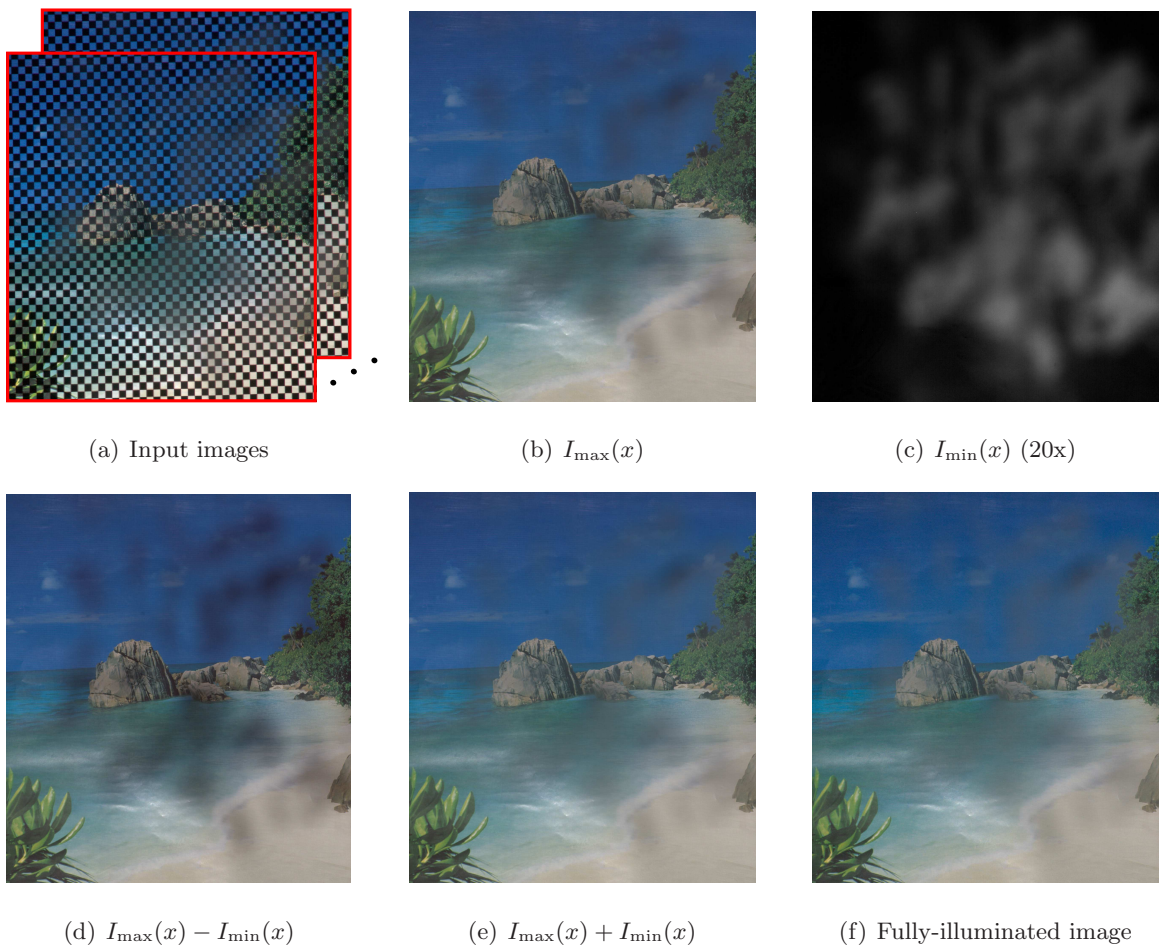 (a) Input images
(b) I_max(x)
(c) I_min(x) (20x)
(d) I_max(x) − I_min(x)
(e) I_max(x) + I_min(x)
(f) Fully-illuminated image